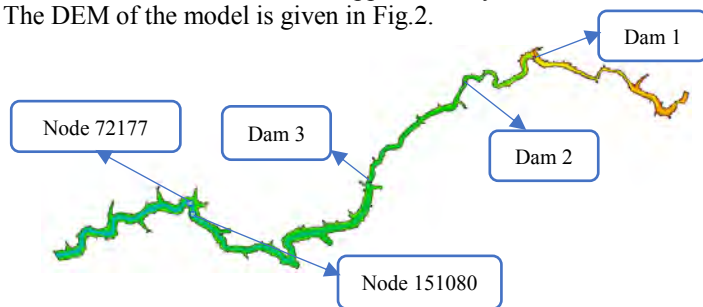 The DEM of the model is given in Fig.2.
Dam 1
Node 72177
Dam 3
Dam 2
Node 151080